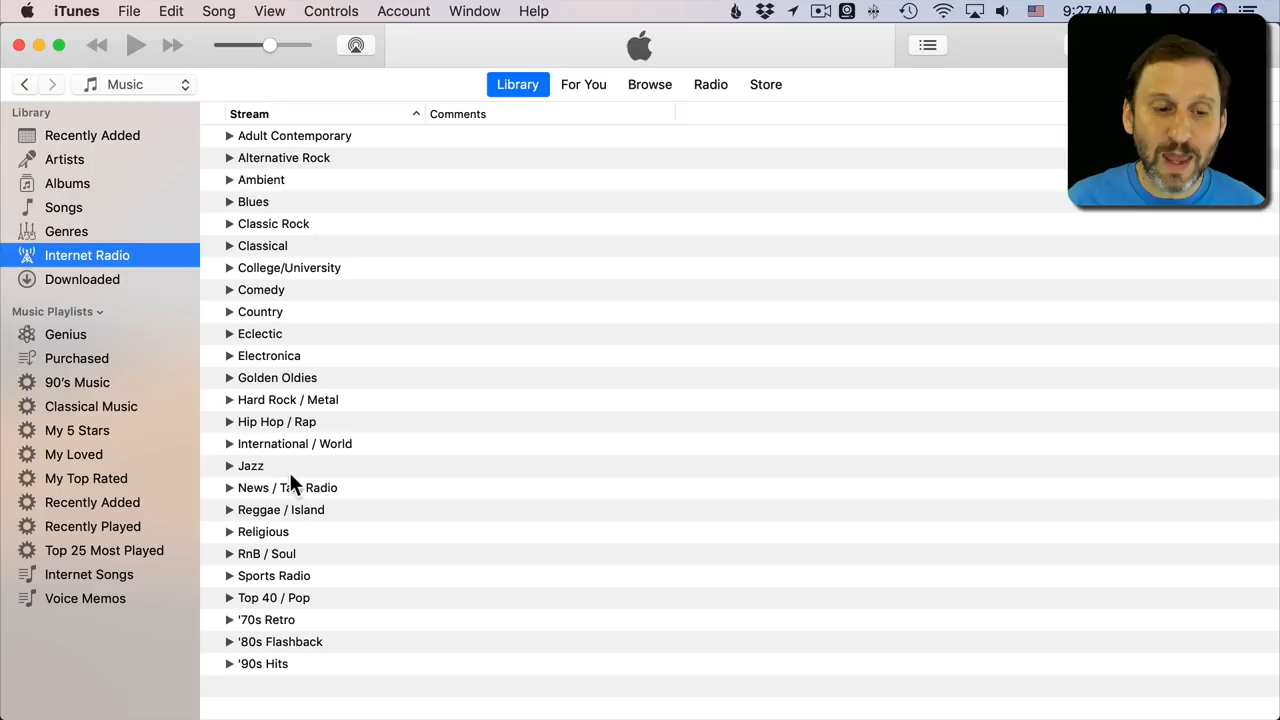 iTunes File Edit Song View Controls Account Window Help 9:27 AM
Music Library For You Browse Radio Store
Library
Recently Added
Artists
Albums
Songs
Genres
Internet Radio
Downloaded
Music Playlists
Genius
Purchased
90's Music
Classical Music
My 5 Stars
My Loved
My Top Rated
Recently Added
Recently Played
Top 25 Most Played
Internet Songs
Voice Memos
Stream Comments
Adult Contemporary
Alternative Rock
Ambient
Blues
Classic Rock
Classical
College/University
Comedy
Country
Eclectic
Electronica
Golden Oldies
Hard Rock / Metal
Hip Hop / Rap
International / World
Jazz
News / Radio
Reggae / Island
Religious
RnB / Soul
Sports Radio
Top 40 / Pop
'70s Retro
'80s Flashback
'90s Hits